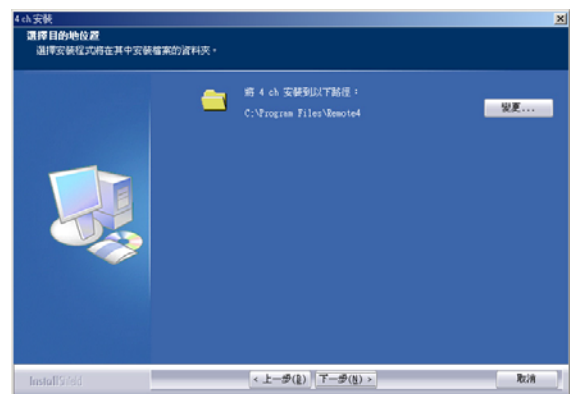 4 ch 安裝
選擇目的地位置
選擇安裝程式將在其中安裝檔案的資料夾。
將 4 ch 安裝到以下路徑：
C:\Program Files\Remote4
變更...
InstallShield
< 上一步(B)
下一步(N) >
取消